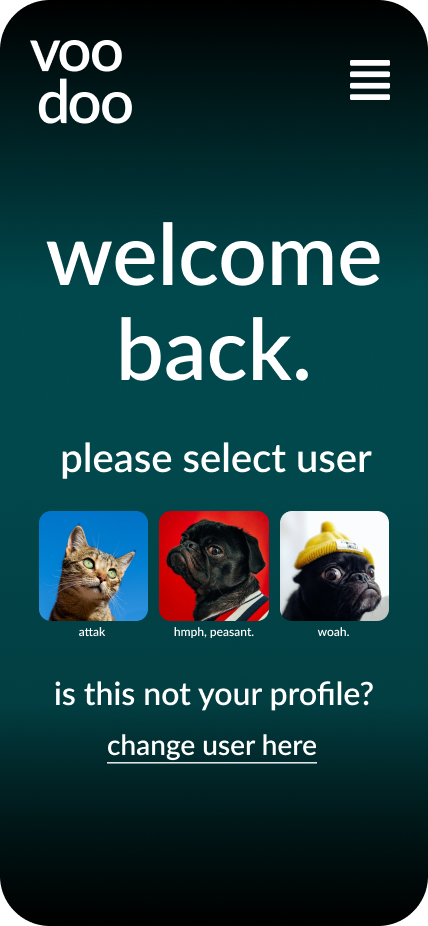 voo
doo
welcome
back.
please select user
attak
hmph, peasant.
woah.
is this not your profile?
change user here